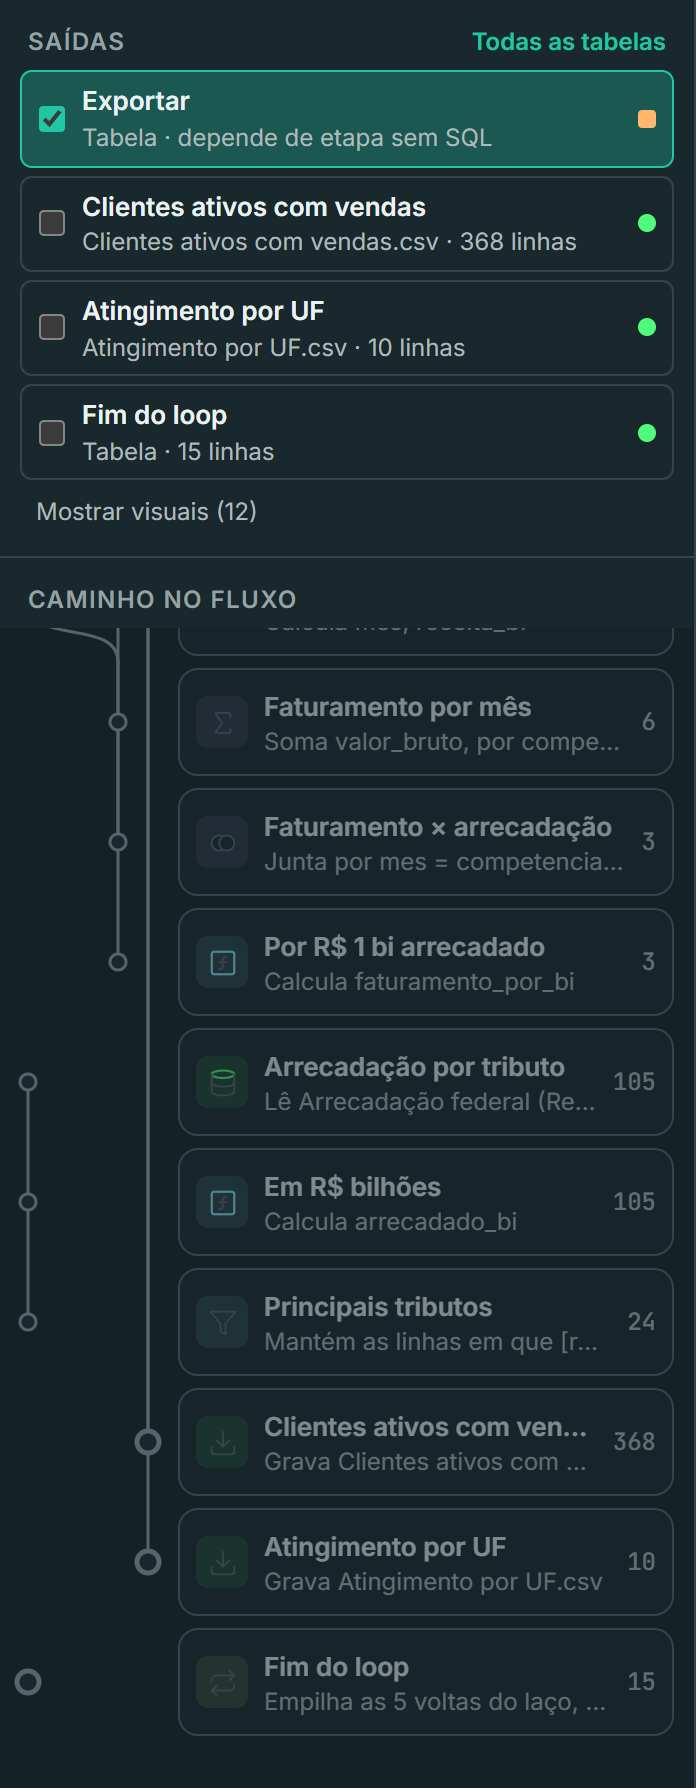 SAÍDAS
Todas as tabelas
Exportar
Tabela · depende de etapa sem SQL
Clientes ativos com vendas
Clientes ativos com vendas.csv · 368 linhas
Atingimento por UF
Atingimento por UF.csv · 10 linhas
Fim do loop
Tabela · 15 linhas
Mostrar visuais (12)
CAMINHO NO FLUXO
Faturamento por mês
6
Soma valor_bruto, por compe...
Faturamento × arrecadação
3
Junta por mes = competencia...
Por R$ 1 bi arrecadado
3
Calcula faturamento_por_bi
Arrecadação por tributo
105
Lê Arrecadação federal (Re...
Em R$ bilhões
105
Calcula arrecadado_bi
Principais tributos
24
Mantém as linhas em que [r...
Clientes ativos com ven...
368
Grava Clientes ativos com ...
Atingimento por UF
10
Grava Atingimento por UF.csv
Fim do loop
15
Empilha as 5 voltas do laço, ...